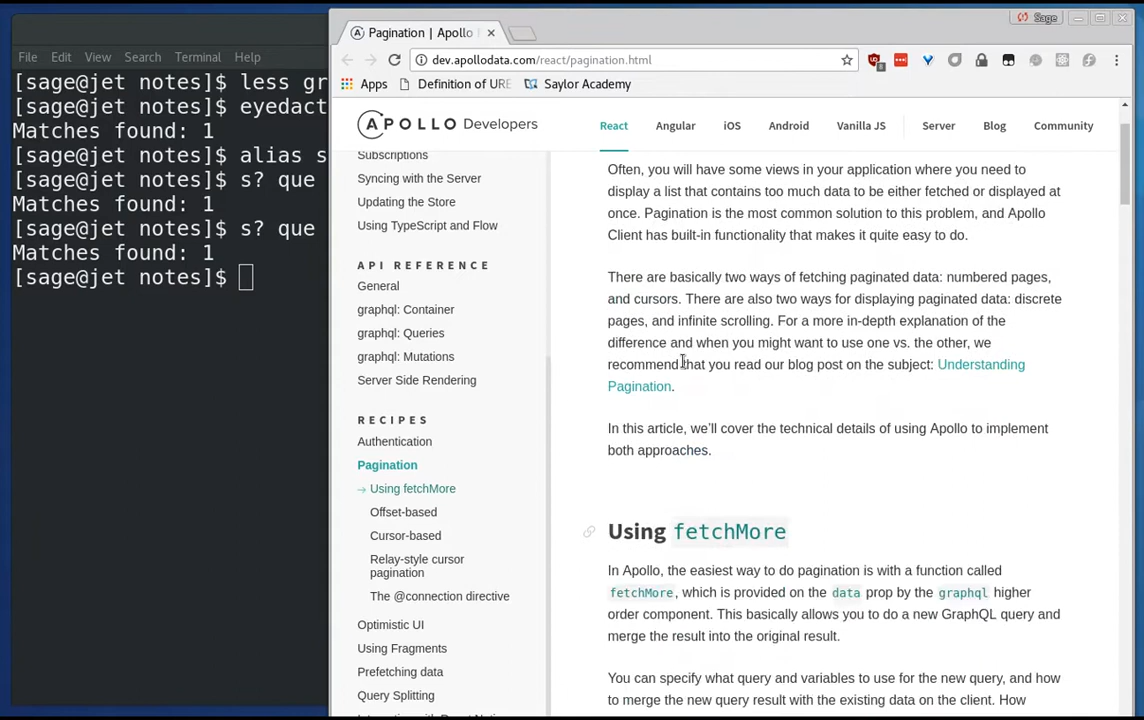 File Edit View Search Terminal Help
[sage@jet notes]$ less gr
[sage@jet notes]$ eyedact
Matches found: 1
[sage@jet notes]$ alias s
[sage@jet notes]$ s? que
Matches found: 1
[sage@jet notes]$ s? que
Matches found: 1
[sage@jet notes]$
Sage
Pagination | Apollo
dev.apollodata.com/react/pagination.html
Apps Definition of URI Saylor Academy
APOLLO Developers
React Angular iOS Android Vanilla JS Server Blog Community
Subscriptions
Syncing with the Server
Updating the Store
Using TypeScript and Flow
API REFERENCE
General
graphql: Container
graphql: Queries
graphql: Mutations
Server Side Rendering
RECIPES
Authentication
Pagination
→ Using fetchMore
Offset-based
Cursor-based
Relay-style cursor
pagination
The @connection directive
Optimistic UI
Using Fragments
Prefetching data
Query Splitting
Often, you will have some views in your application where you need to
display a list that contains too much data to be either fetched or displayed at
once. Pagination is the most common solution to this problem, and Apollo
Client has built-in functionality that makes it quite easy to do.
There are basically two ways of fetching paginated data: numbered pages,
and cursors. There are also two ways for displaying paginated data: discrete
pages, and infinite scrolling. For a more in-depth explanation of the
difference and when you might want to use one vs. the other, we
recommend that you read our blog post on the subject: Understanding
Pagination.
In this article, we'll cover the technical details of using Apollo to implement
both approaches.
Using fetchMore
In Apollo, the easiest way to do pagination is with a function called
fetchMore, which is provided on the data prop by the graphql higher
order component. This basically allows you to do a new GraphQL query and
merge the result into the original result.
You can specify what query and variables to use for the new query, and how
to merge the new query result with the existing data on the client. How